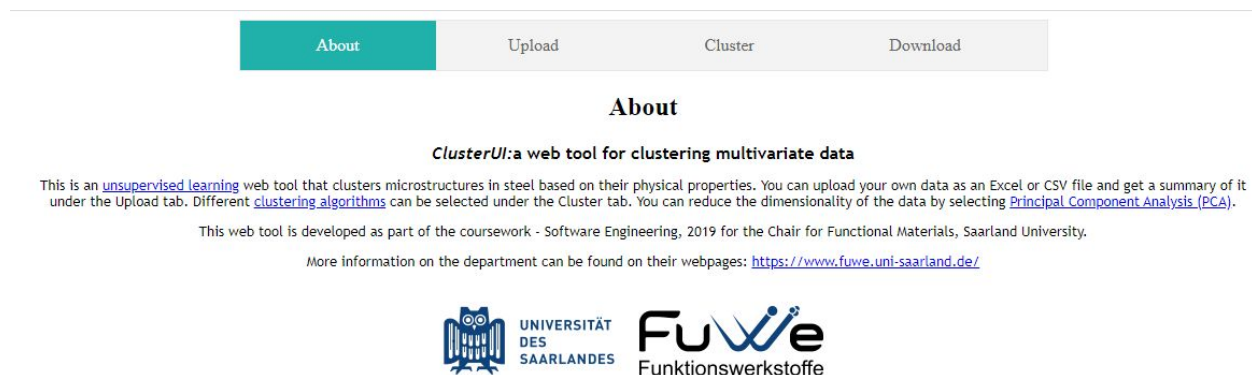 About Upload Cluster Download
About
ClusterUI:a web tool for clustering multivariate data
This is an unsupervised learning web tool that clusters microstructures in steel based on their physical properties. You can upload your own data as an Excel or CSV file and get a summary of it
under the Upload tab. Different clustering algorithms can be selected under the Cluster tab. You can reduce the dimensionality of the data by selecting Principal Component Analysis (PCA).
This web tool is developed as part of the coursework - Software Engineering, 2019 for the Chair for Functional Materials, Saarland University.
More information on the department can be found on their webpages: https://www.fuwe.uni-saarland.de/
UNIVERSITÄT
DES
SAARLANDES
FuWe
Funktionswerkstoffe